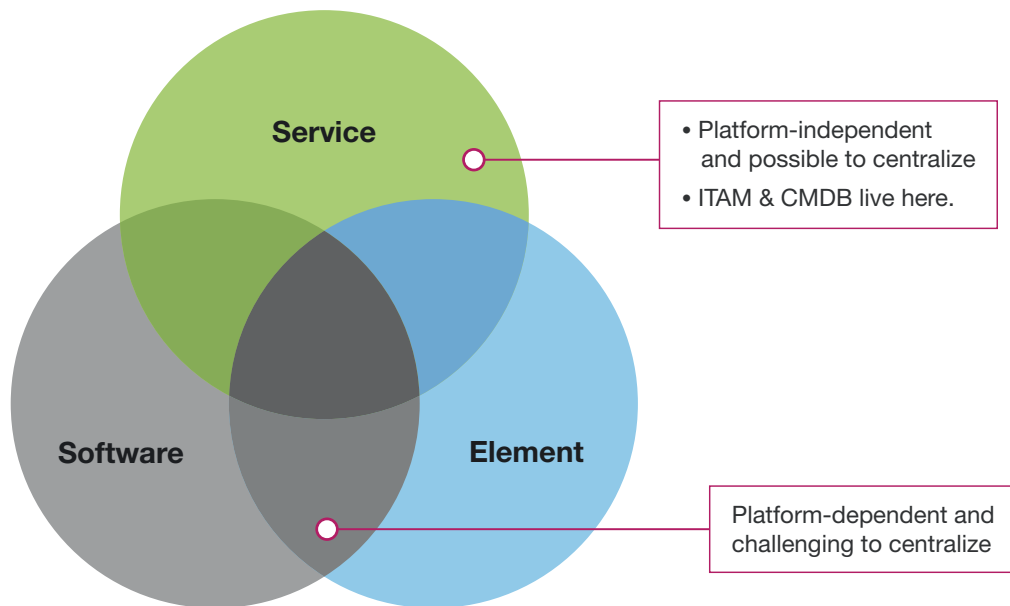 Service
• Platform-independent
and possible to centralize
• ITAM & CMDB live here.
Software
Element
Platform-dependent and
challenging to centralize